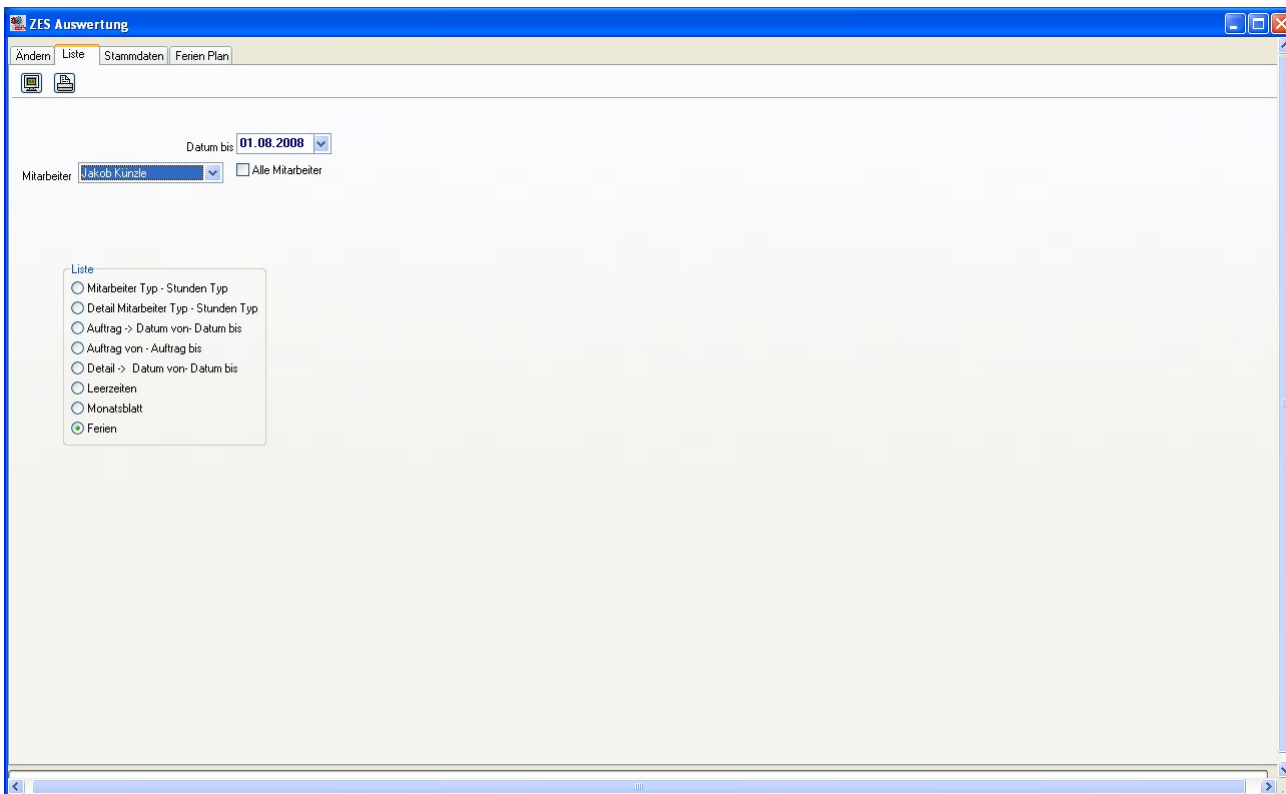 ZES Auswertung
Ändern Liste Stammdaten Ferien Plan
Datum bis 01.08.2008
Mitarbeiter Jakob Künzle Alle Mitarbeiter
Liste
Mitarbeiter Typ - Stunden Typ
Detail Mitarbeiter Typ - Stunden Typ
Auftrag -> Datum von- Datum bis
Auftrag von - Auftrag bis
Detail -> Datum von- Datum bis
Leerzeiten
Monatsblatt
Ferien